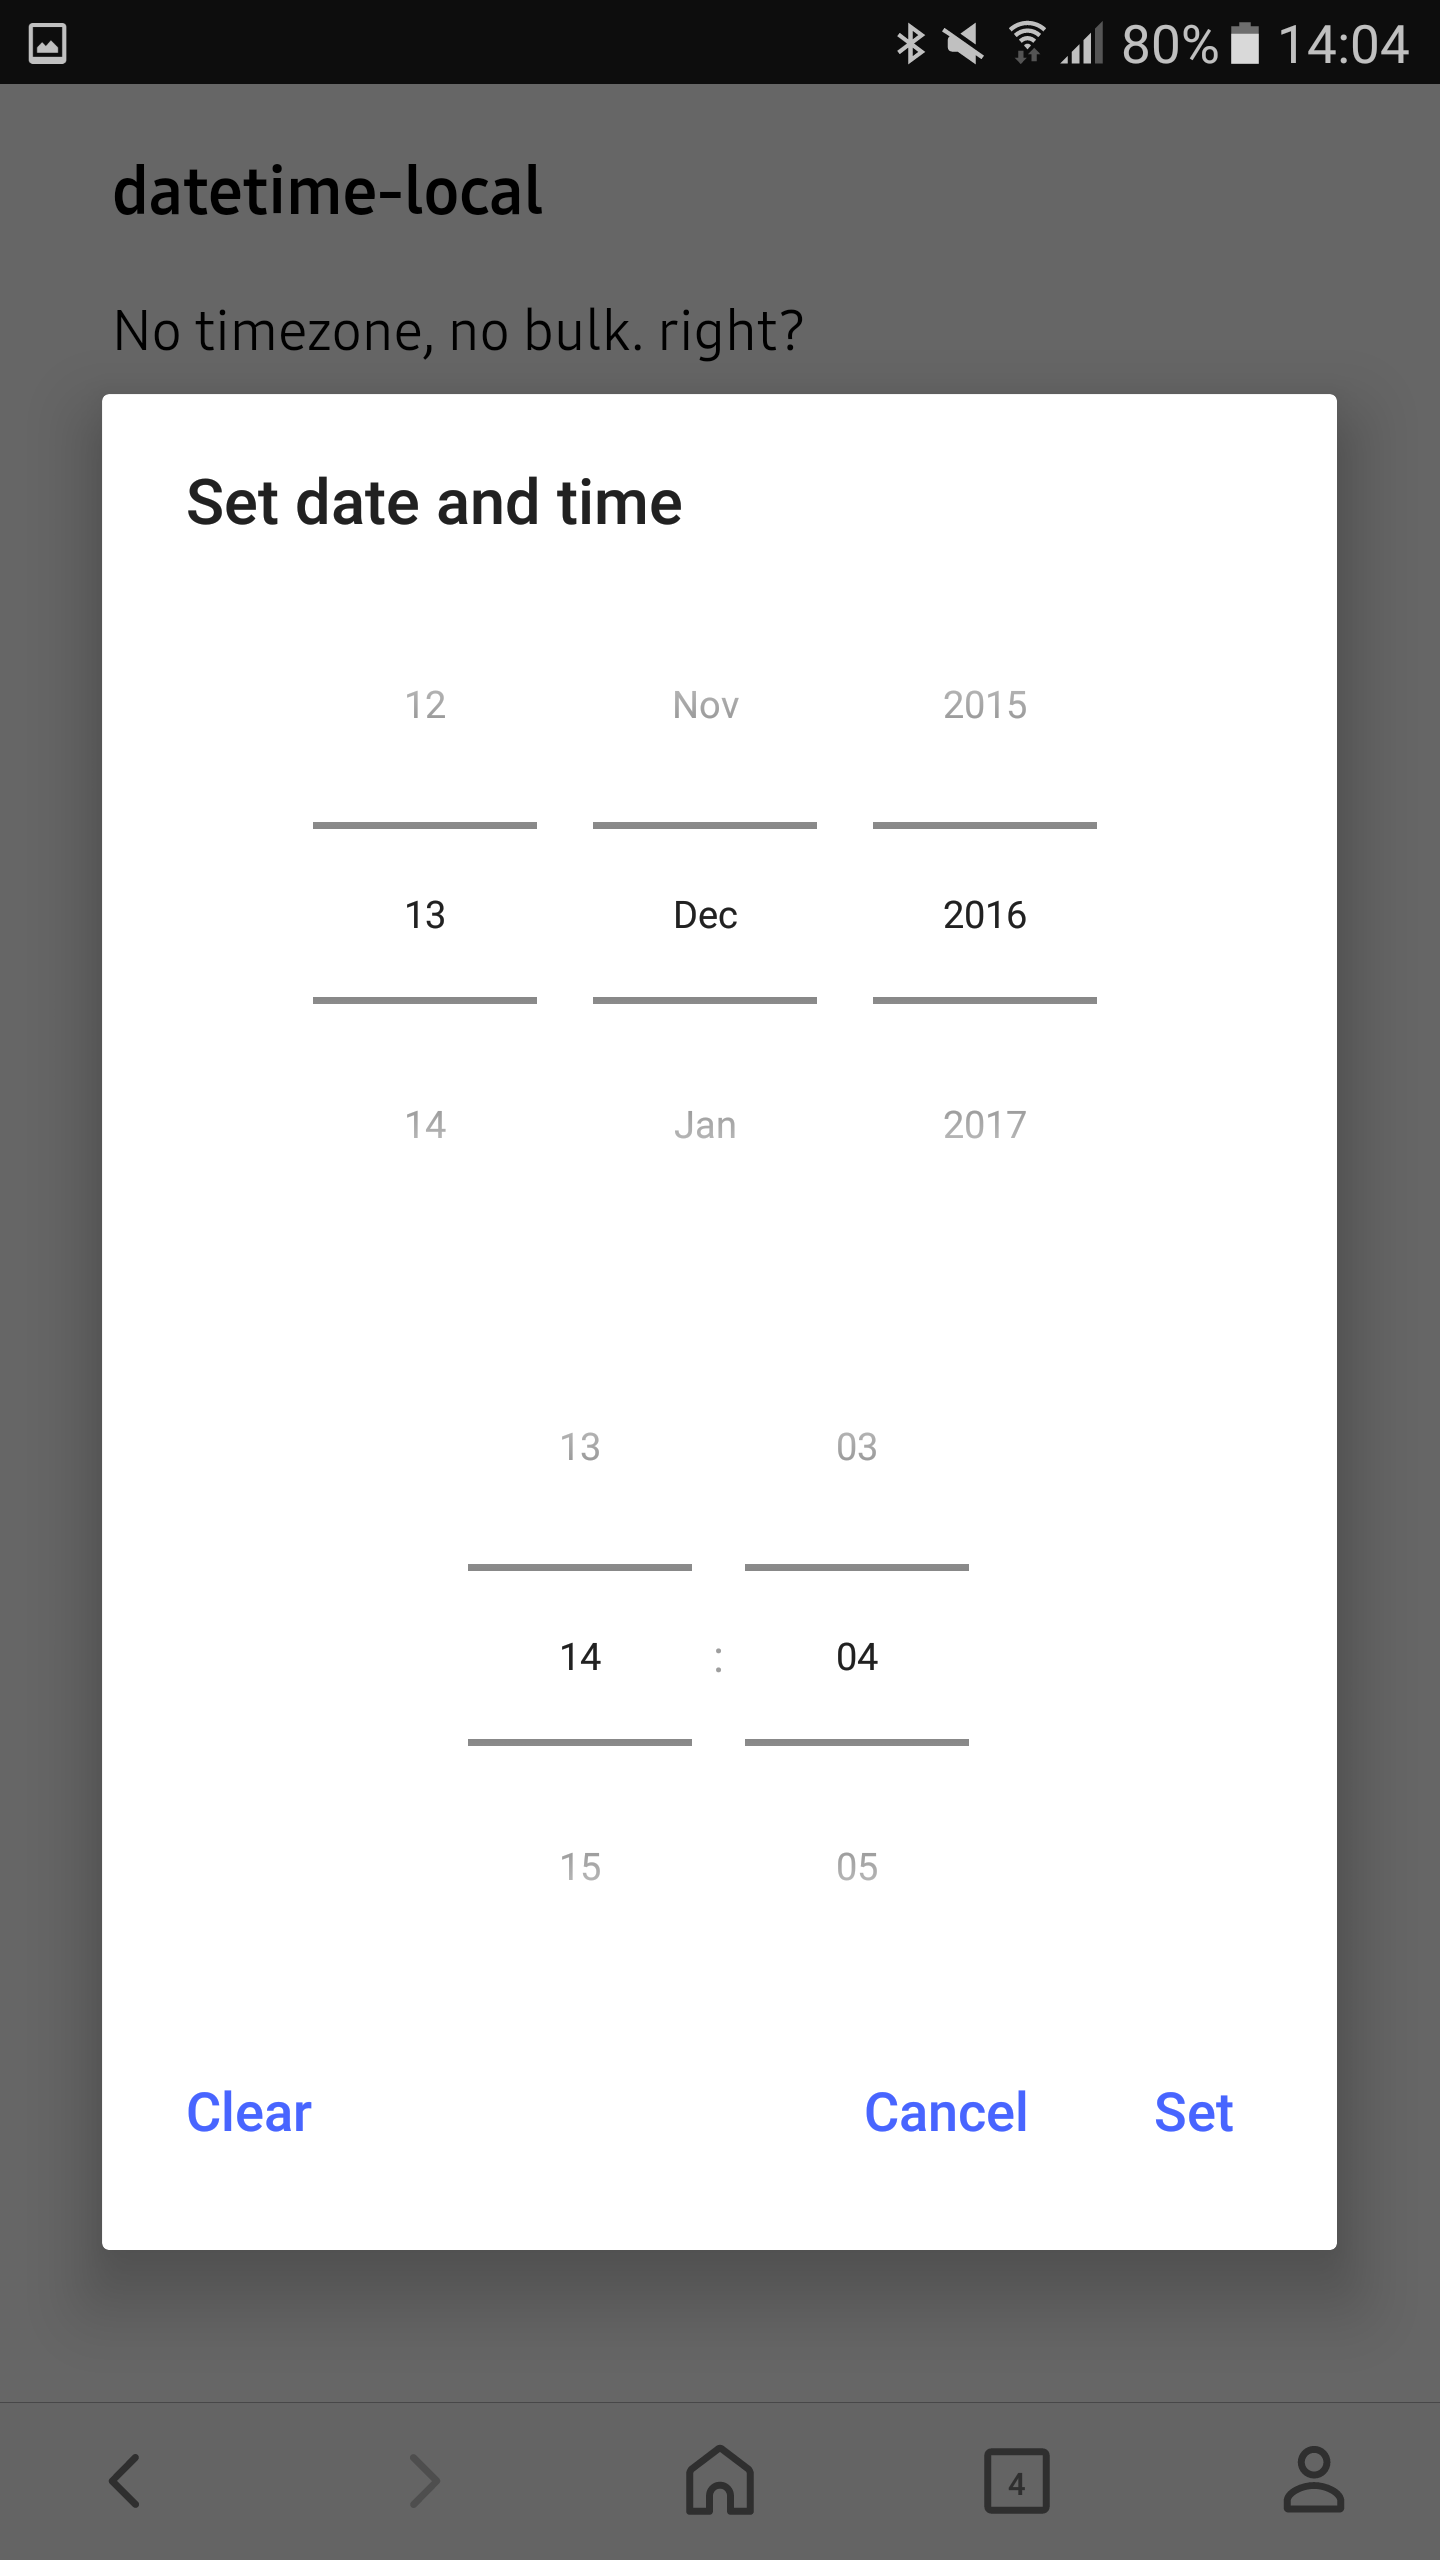 80% 14:04
datetime-local
No timezone, no bulk. right?
Set date and time
12 Nov 2015
13 Dec 2016
14 Jan 2017
13 03
14 : 04
15 05
Clear Cancel Set
4